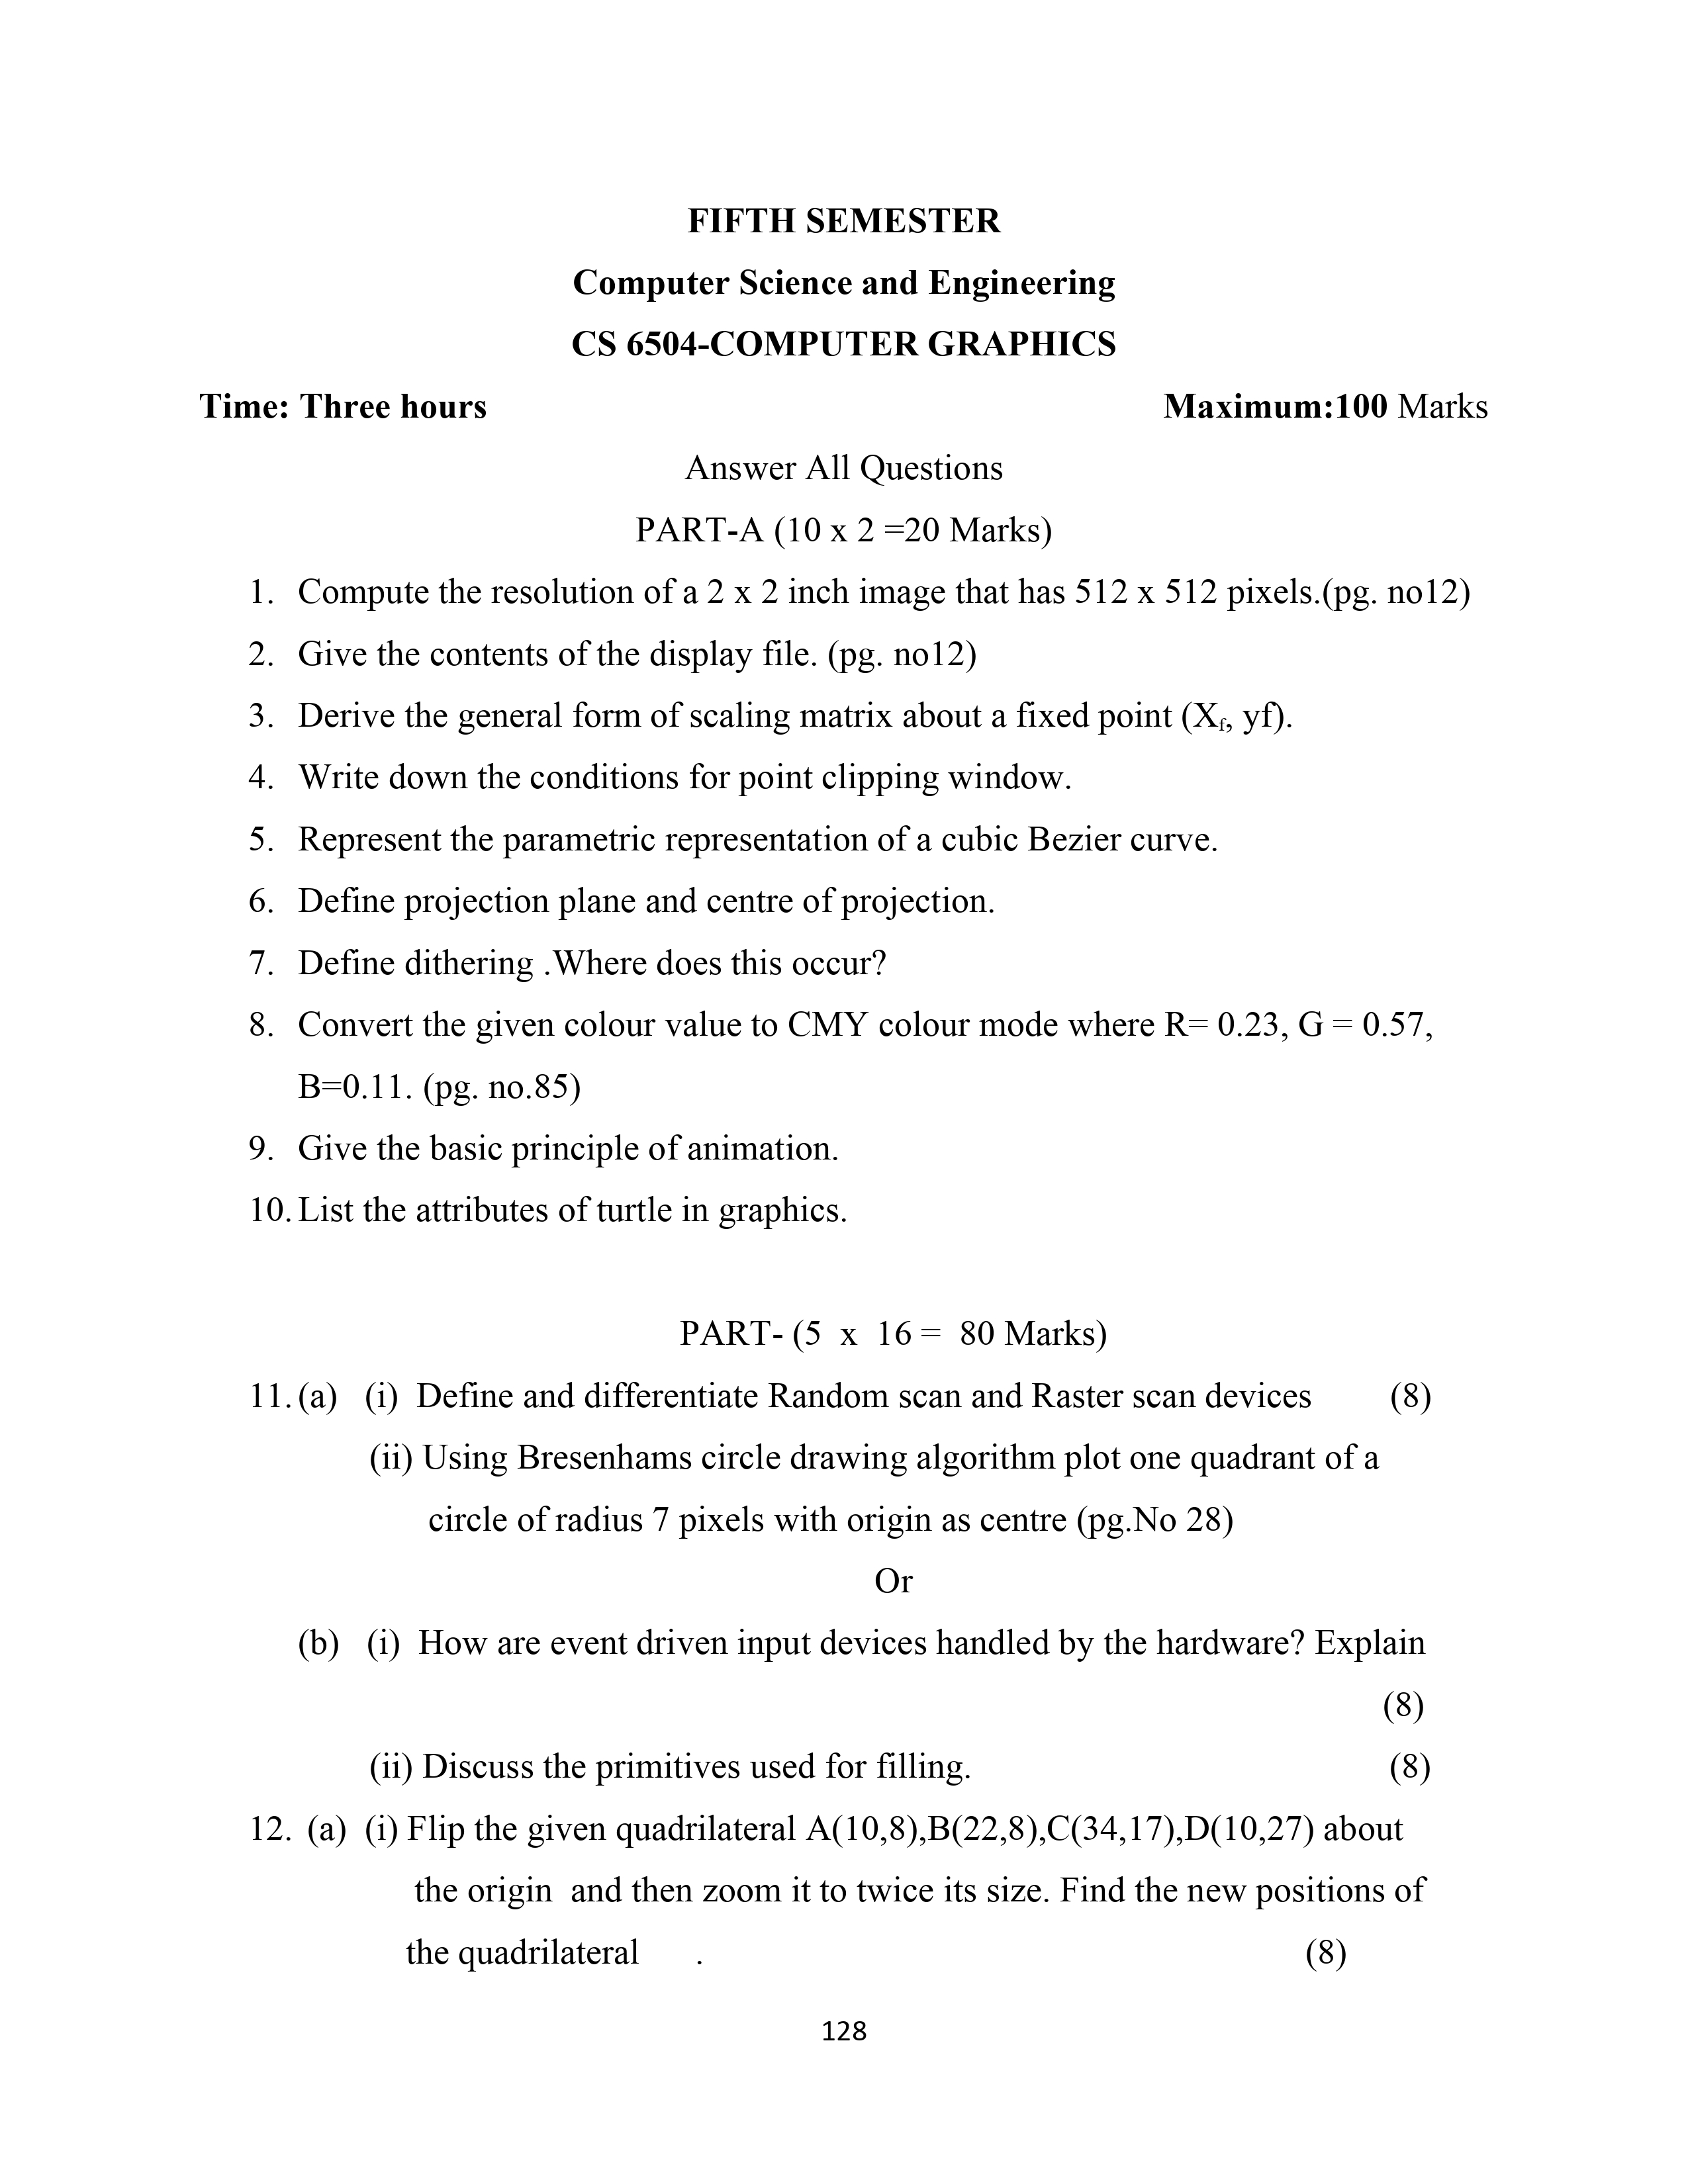 FIFTH SEMESTER
Computer Science and Engineering
CS 6504-COMPUTER GRAPHICS
Time: Three hours Maximum:100 Marks
Answer All Questions
PART-A (10 x 2 =20 Marks)
1. Compute the resolution of a 2 x 2 inch image that has 512 x 512 pixels.(pg. no12)
2. Give the contents of the display file. (pg. no12)
3. Derive the general form of scaling matrix about a fixed point (Xf, yf).
4. Write down the conditions for point clipping window.
5. Represent the parametric representation of a cubic Bezier curve.
6. Define projection plane and centre of projection.
7. Define dithering .Where does this occur?
8. Convert the given colour value to CMY colour mode where R= 0.23, G = 0.57,
B=0.11. (pg. no.85)
9. Give the basic principle of animation.
10. List the attributes of turtle in graphics.
PART- (5 x 16 = 80 Marks)
11. (a) (i) Define and differentiate Random scan and Raster scan devices (8)
(ii) Using Bresenhams circle drawing algorithm plot one quadrant of a
circle of radius 7 pixels with origin as centre (pg.No 28)
Or
(b) (i) How are event driven input devices handled by the hardware? Explain
(8)
(ii) Discuss the primitives used for filling. (8)
12. (a) (i) Flip the given quadrilateral A(10,8),B(22,8),C(34,17),D(10,27) about
the origin and then zoom it to twice its size. Find the new positions of
the quadrilateral . (8)
128